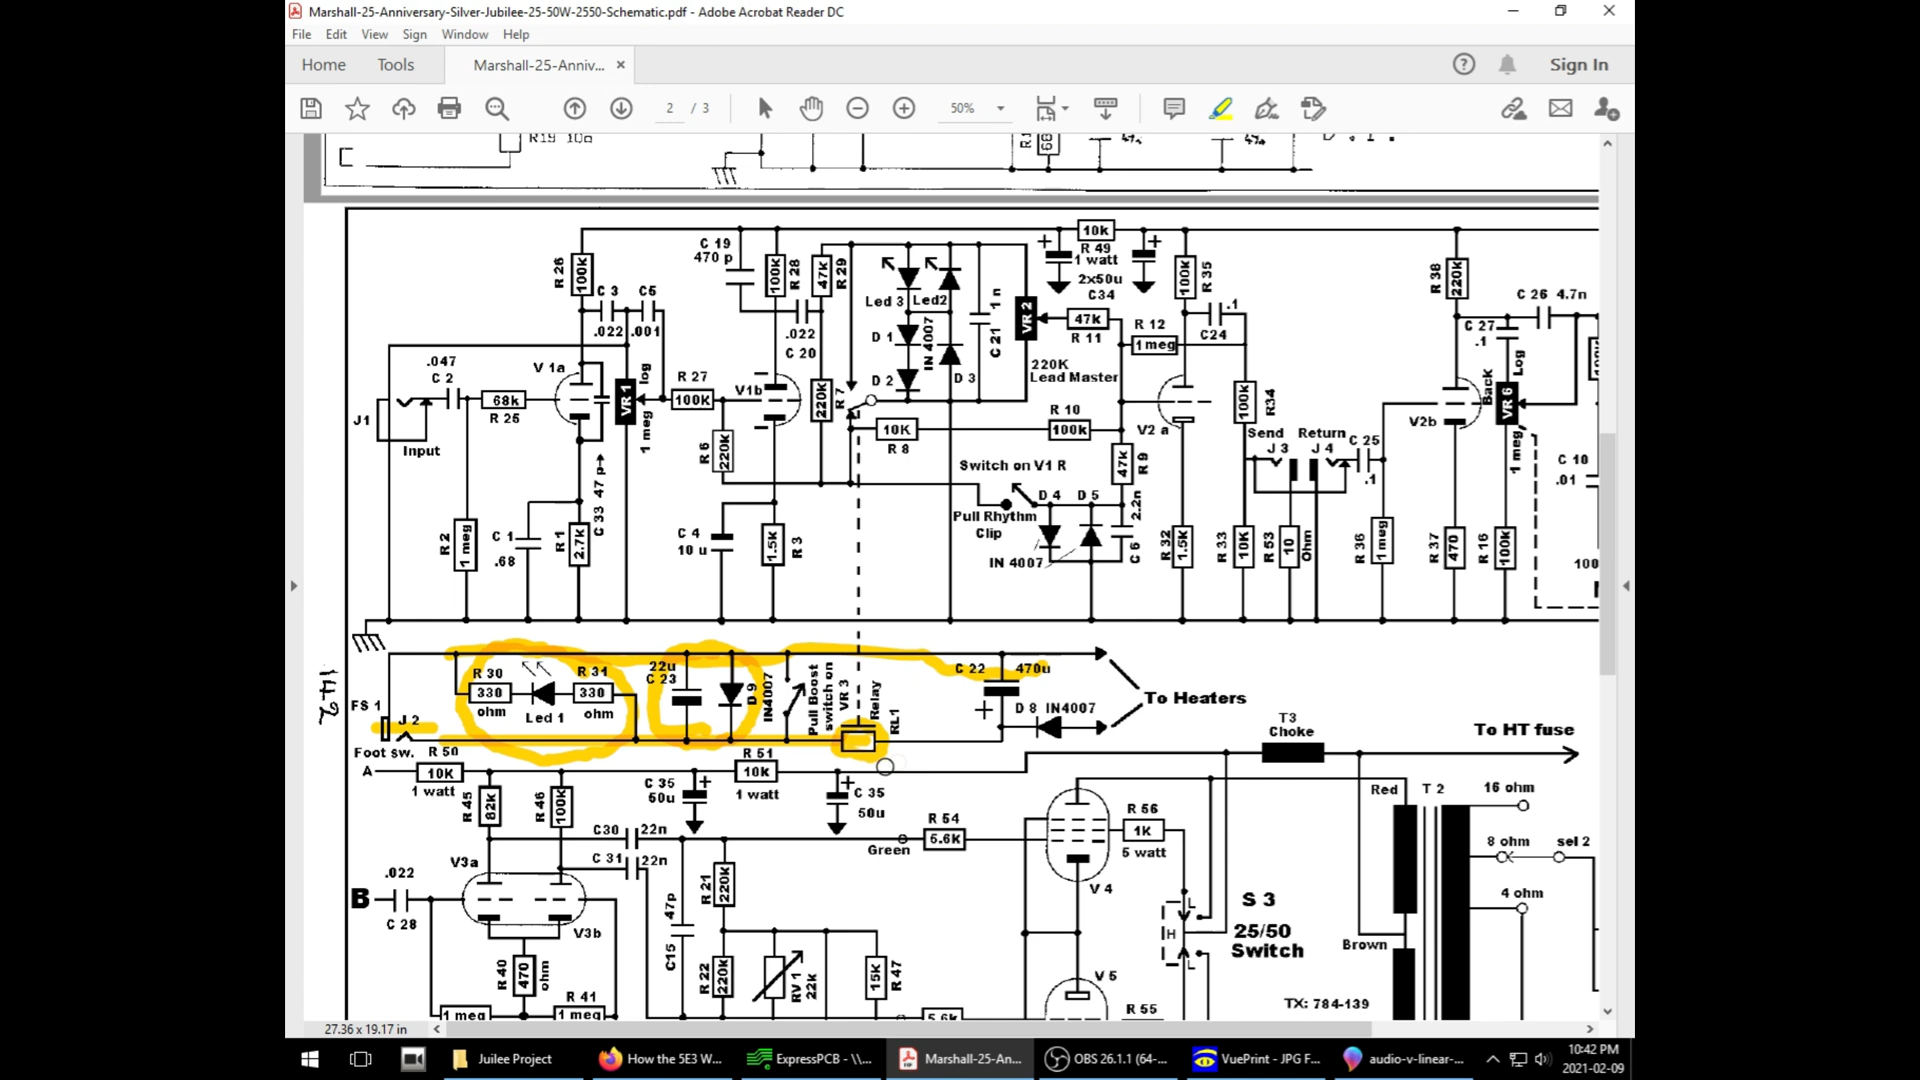 Marshall-25-Anniversary-Silver-Jubilee-25-50W-2550-Schematic.pdf - Adobe Acrobat Reader DC
File Edit View Sign Window Help
Home Tools Marshall-25-Anniv... × Sign In
2 / 3 50%
R19 10Ω
C 19
470 p
R 26
100k
100k
R 28
47k
R 29
10k
R 49
1 watt
2x50u
C34
100k
R 35
R 38
220k
C 26 4.7n
C 3 C5
.022 .001
.022
C 20
Led 3 Led2
D 1
IN 4007
D 2
D 3
1 n
C 21
VR 2
47k
R 11
R 12
1 meg
.1
C24
C 27
.1
Log
.047
C 2
V 1a
68k
R 25
VR 1
log
1 meg
R 27
100K
V1b
220k
R 7
220K
Lead Master
100k
R34
Back
VR 6
1 meg
J1
Input
R 6
220k
10K
R 8
R 10
100k
V2 a
V2b
Send Return
J 3 J 4 C 25
.1
47k
R 9
C 10
.01
Switch on V1 R
D 4 D 5
2.2n
Pull Rhythm
Clip
IN 4007
C 6
C 33 47 p
R 2
1 meg
C 1
.68
R 1
2.7k
C 4
10 u
1.5k
R 3
R 32
1.5k
R 33
10K
R 53
10
Ohm
R 36
1 meg
R 37
470
R 16
100k
100
R 30
330
ohm
Led 1
R 31
330
ohm
22u
C 23
D 9
IN4007
Pull Boost
switch on
VR 3
Relay
RL1
C 22 470u
D 8 IN4007
To Heaters
FS 1
J 2
Foot sw.
T3
Choke
To HT fuse
A
R 50
10K
1 watt
R 51
10k
1 watt
R 45
82k
R 46
100k
C 35
50u
C 35
50u
Red T 2 16 ohm
R 54
5.6K
Green
R 56
1K
5 watt
8 ohm sel 2
C30 22n
C 31 22n
V3a
.022
B
C 28
V3b
R 21
220k
47p
C15
V 4
L
H
L
S 3
25/50
Switch
4 ohm
Brown
R 40
470
ohm
R 22
220k
RV 1
22k
15k
R 47
V 5
R 41
1 meg
1 meg
5.6k
R 55
TX: 784-139
27.36 x 19.17 in
Juilee Project How the 5E3 W... ExpressPCB - \\... Marshall-25-An... OBS 26.1.1 (64-... VuePrint - JPG F... audio-v-linear-...
10:42 PM
2021-02-09